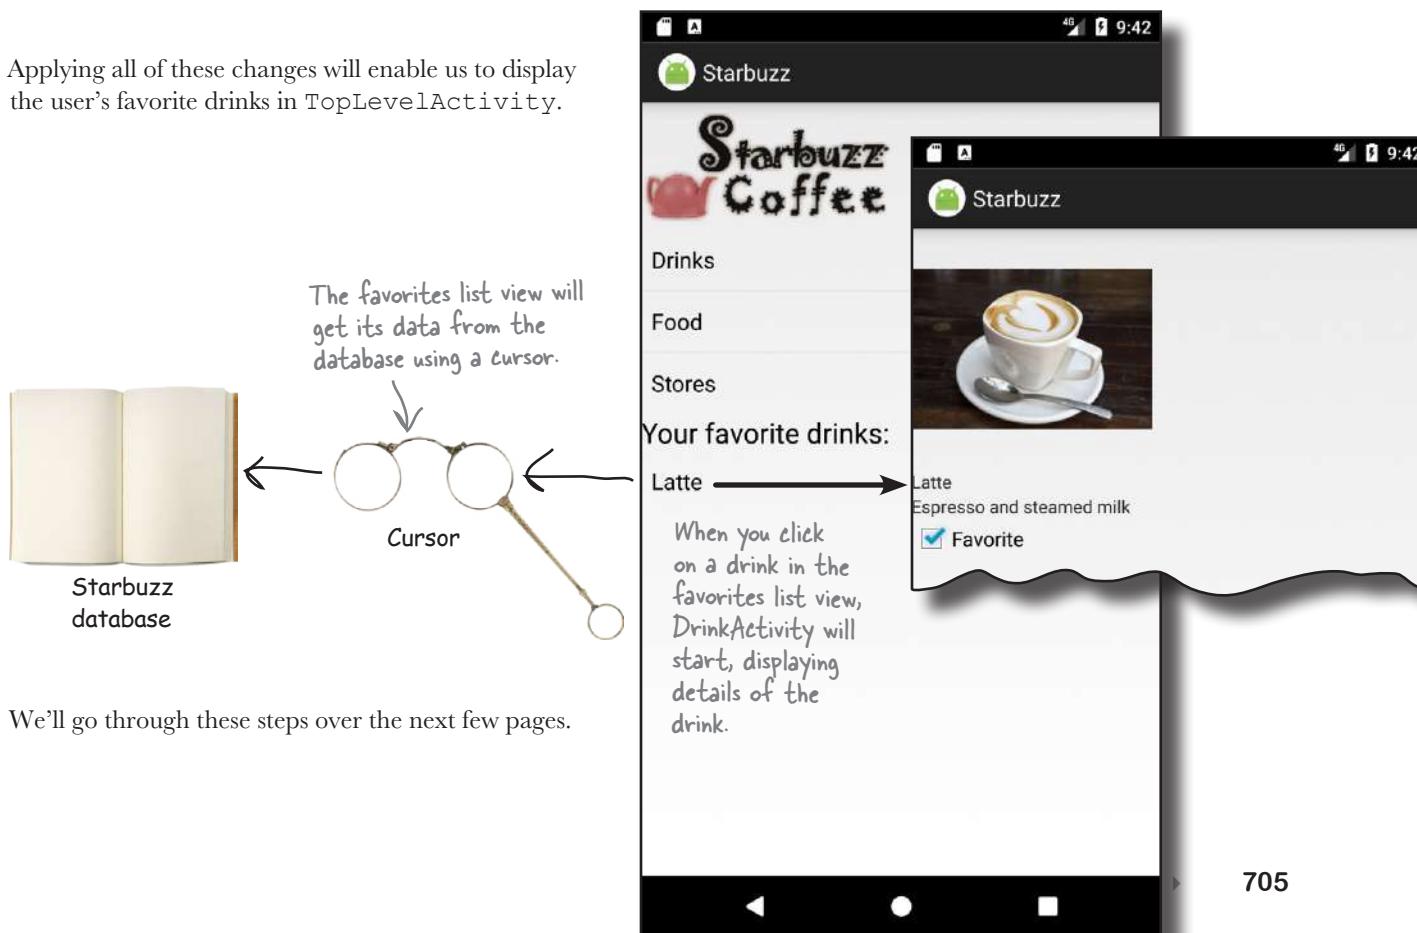 Applying all of these changes will enable us to display
the user's favorite drinks in TopLevelActivity.
The favorites list view will
get its data from the
database using a cursor.
Starbuzz
database
Cursor
We'll go through these steps over the next few pages.
4G 9:42
Starbuzz
Starbuzz
Coffee
Drinks
Food
Stores
Your favorite drinks:
Latte
When you click
on a drink in the
favorites list view,
DrinkActivity will
start, displaying
details of the
drink.
4G 9:42
Starbuzz
Latte
Espresso and steamed milk
Favorite
705